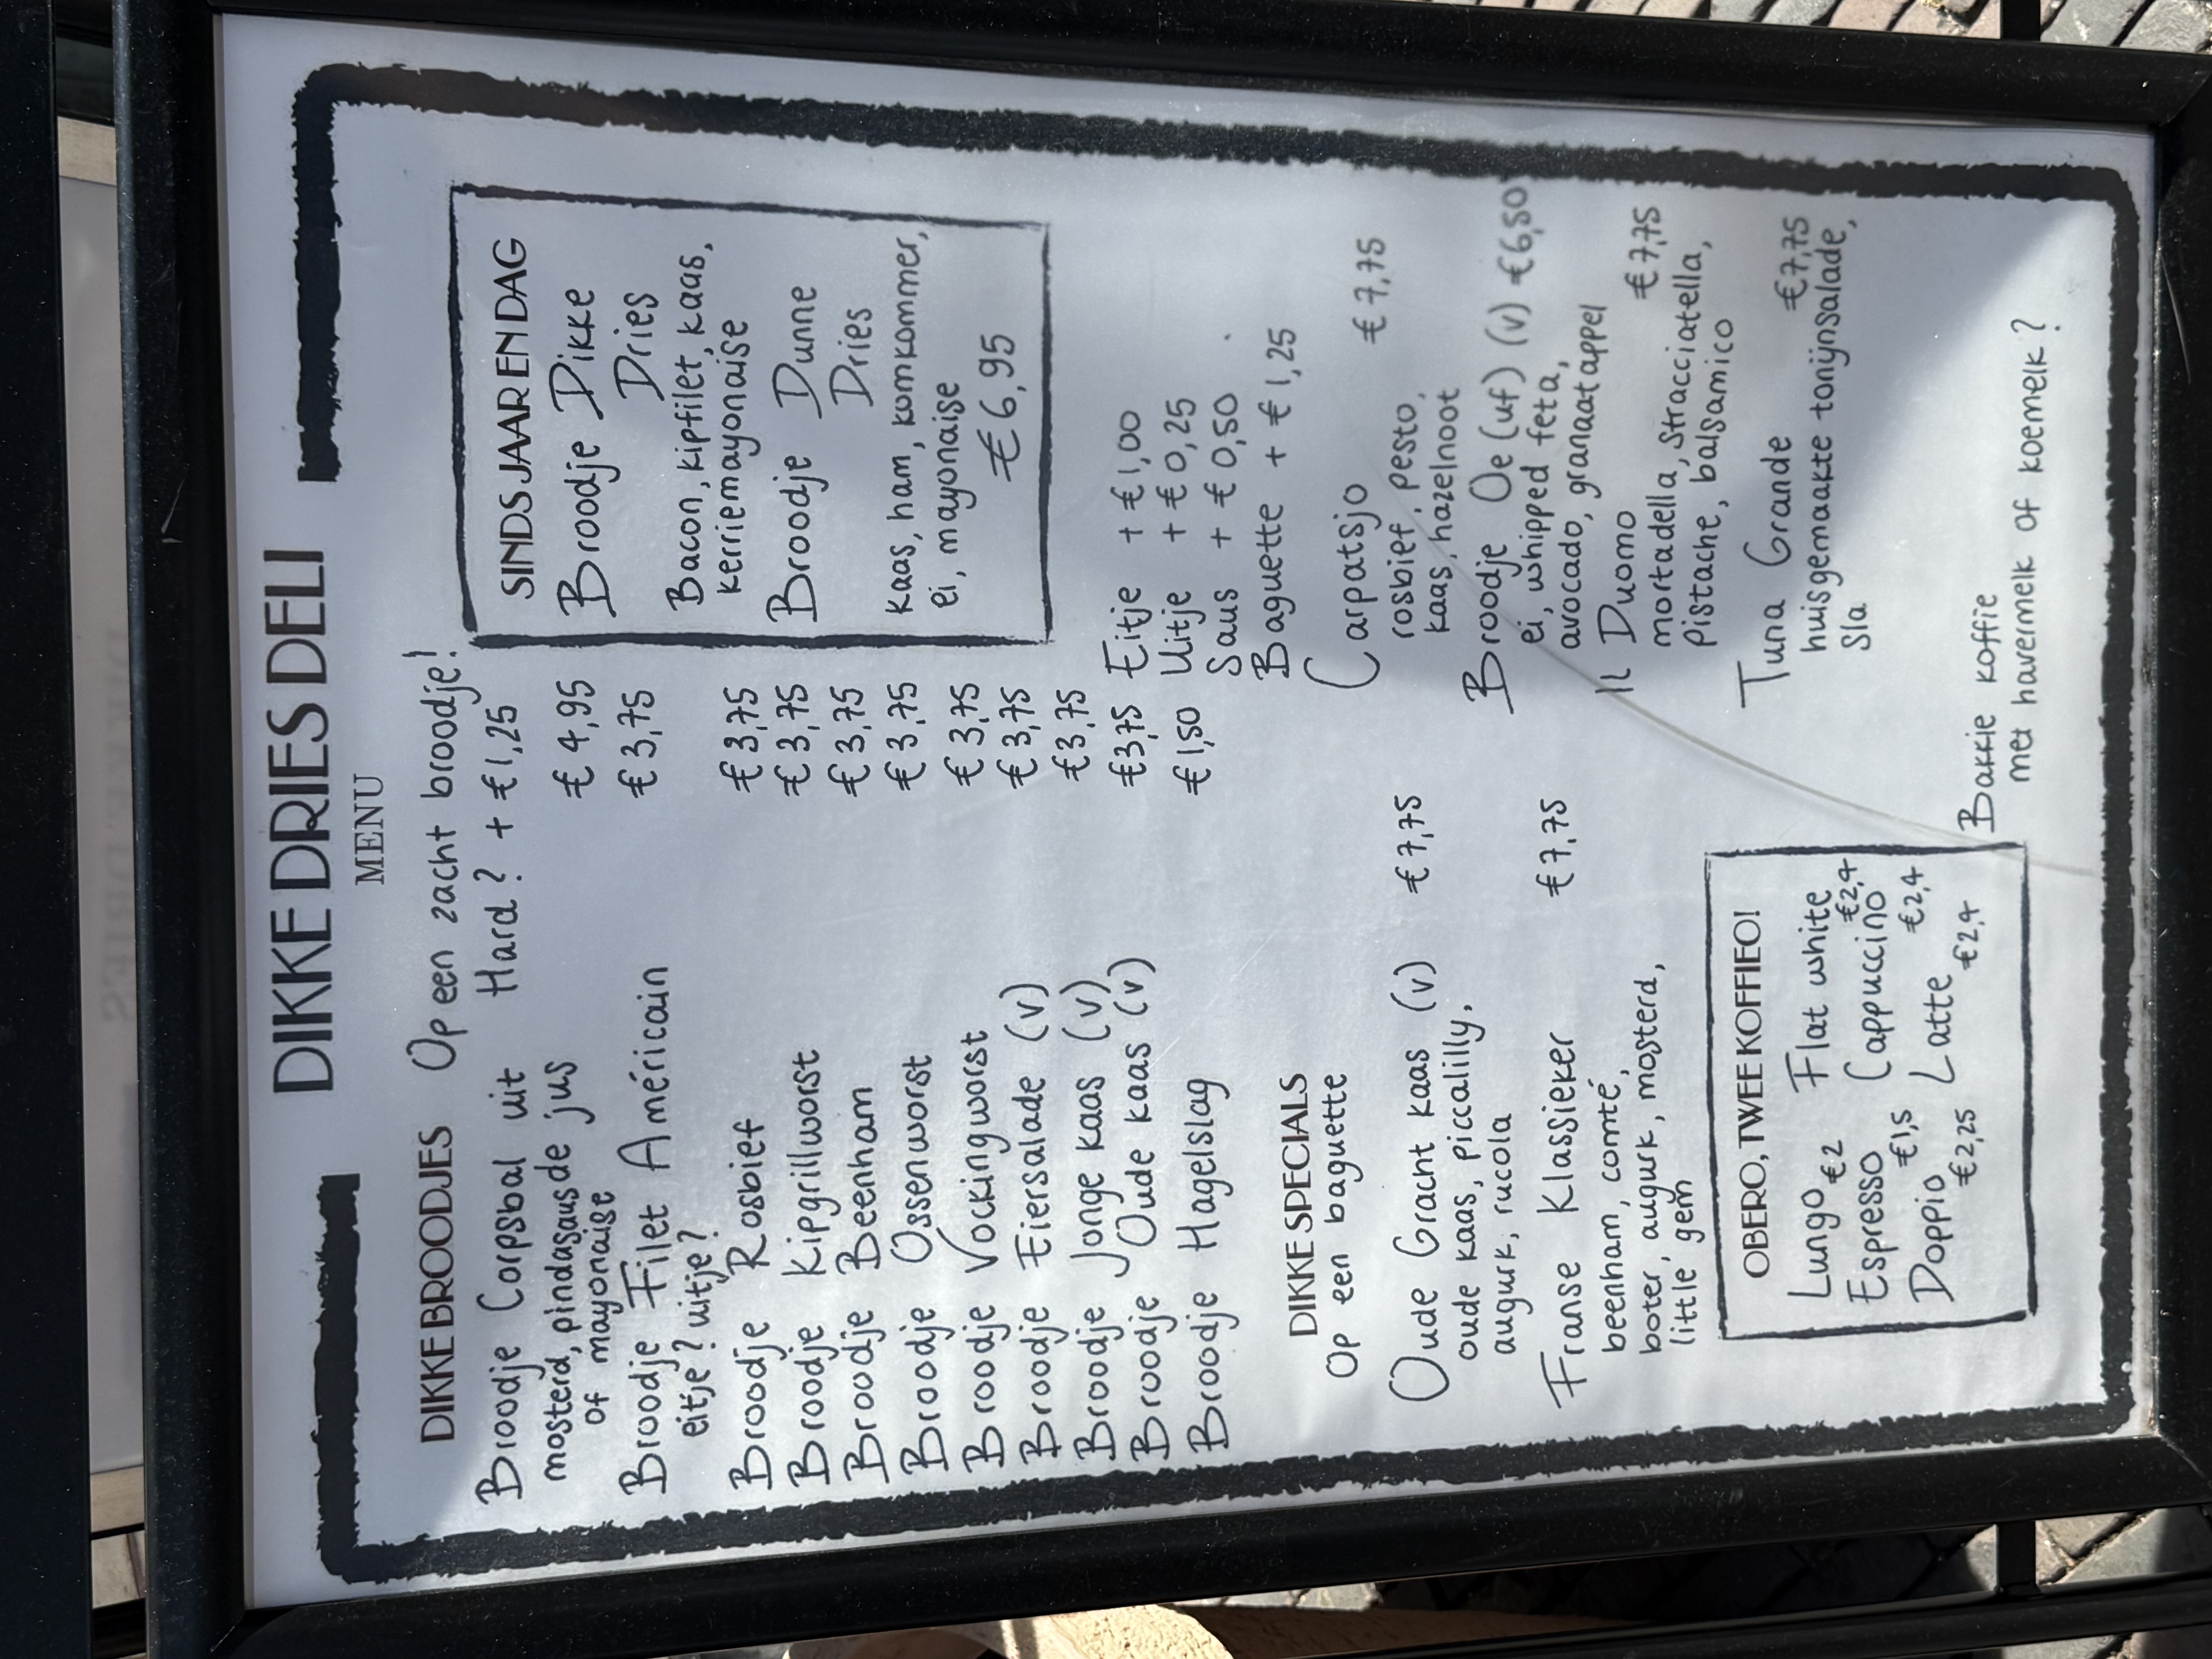 DIKKE DRIES DELI
MENU
DIKKE BROODJES
Op een zacht broodje!
Hard? + €1,25
Broodje Corpsbal uit € 4,95
mosterd, pindasausde jus
of mayonaise
Broodje Filet Américain € 3,75
eitje? uitje?
Broodje Rosbief € 3,75
Broodje Kipgrillworst € 3,75
Broodje Beenham € 3,75
Broodje Ossenworst € 3,75
Broodje Vockingworst € 3,75
Broodje Eiersalade (v) € 3,75
Broodje Jonge kaas (v) € 3,75
Broodje Oude kaas (v) €3,75
Broodje Hagelslag € 1,50
SINDS JAAR EN DAG
Broodje Dikke
Dries
Bacon, kipfilet, kaas,
kerriemayonaise
Broodje Dunne
Dries
kaas, ham, komkommer,
ei, mayonaise
€ 6,95
Eitje + € 1,00
Uitje + € 0,25
Saus + € 0,50
Baguette + € 1,25
DIKKE SPECIALS
Op een baguette
Oude Gracht kaas (v) € 7,75
oude kaas, piccalilly,
augurk, rucola
Franse Klassieker € 7,75
beenham, comté,
boter, augurk, mosterd,
little gem
Carpatsjo € 7,75
rosbief, pesto,
kaas, hazelnoot
Broodje Oe (uf) (v) € 6,50
ei, whipped feta,
avocado, granaatappel
Il Duomo € 7,75
mortadella, stracciatella,
pistache, balsamico
Tuna Grande € 7,75
huisgemaakte tonijnsalade,
sla
OBERO, TWEE KOFFIEO!
Lungo €2
Espresso €1,5
Doppio €2,25
Flat white €2,4
Cappuccino €2,4
Latte €2,4
Bakkie koffie
met havermelk of koemelk?